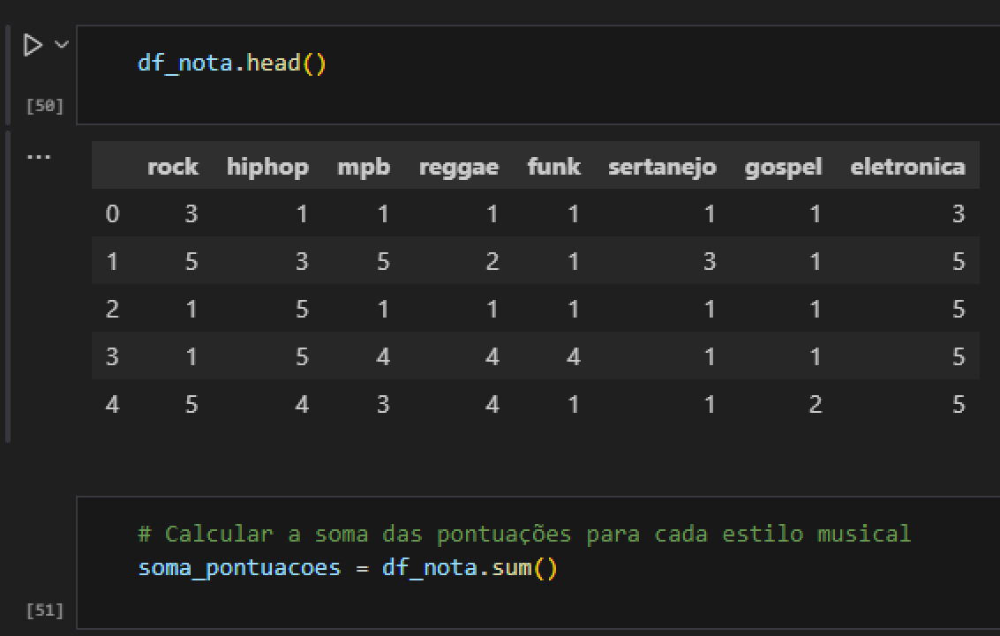 df_nota.head()
[50]
...
rock hiphop mpb reggae funk sertanejo gospel eletronica
0 3 1 1 1 1 1 1 3
1 5 3 5 2 1 3 1 5
2 1 5 1 1 1 1 1 5
3 1 5 4 4 4 1 1 5
4 5 4 3 4 1 1 2 5
# Calcular a soma das pontuações para cada estilo musical
soma_pontuacoes = df_nota.sum()
[51]